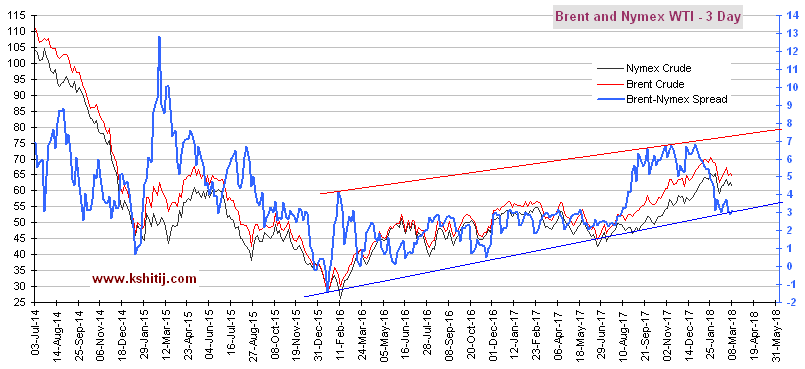 Brent and Nymex WTI - 3 Day
Nymex Crude
Brent Crude
Brent-Nymex Spread
115
110
105
100
95
90
85
80
75
70
65
60
55
50
45
40
35
30
25
14
13
12
11
10
9
8
7
6
5
4
3
2
1
0
-1
-2
www.kshitij.com
03-Jul-14
14-Aug-14
25-Sep-14
06-Nov-14
18-Dec-14
29-Jan-15
12-Mar-15
23-Apr-15
04-Jun-15
16-Jul-15
27-Aug-15
08-Oct-15
19-Nov-15
31-Dec-15
11-Feb-16
24-Mar-16
05-May-16
16-Jun-16
28-Jul-16
08-Sep-16
20-Oct-16
01-Dec-16
12-Jan-17
23-Feb-17
06-Apr-17
18-May-17
29-Jun-17
10-Aug-17
21-Sep-17
02-Nov-17
14-Dec-17
25-Jan-18
08-Mar-18
19-Apr-18
31-May-18